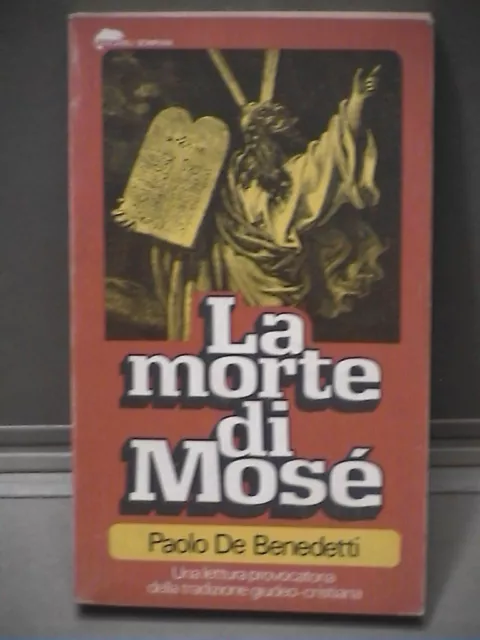 La
morte
di
Mosé
Paolo De Benedetti
Una lettura provocatoria
della tradizione giudeo-cristiana